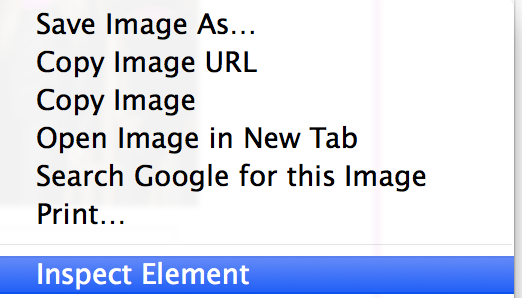 Save Image As…
Copy Image URL
Copy Image
Open Image in New Tab
Search Google for this Image
Print…
Inspect Element